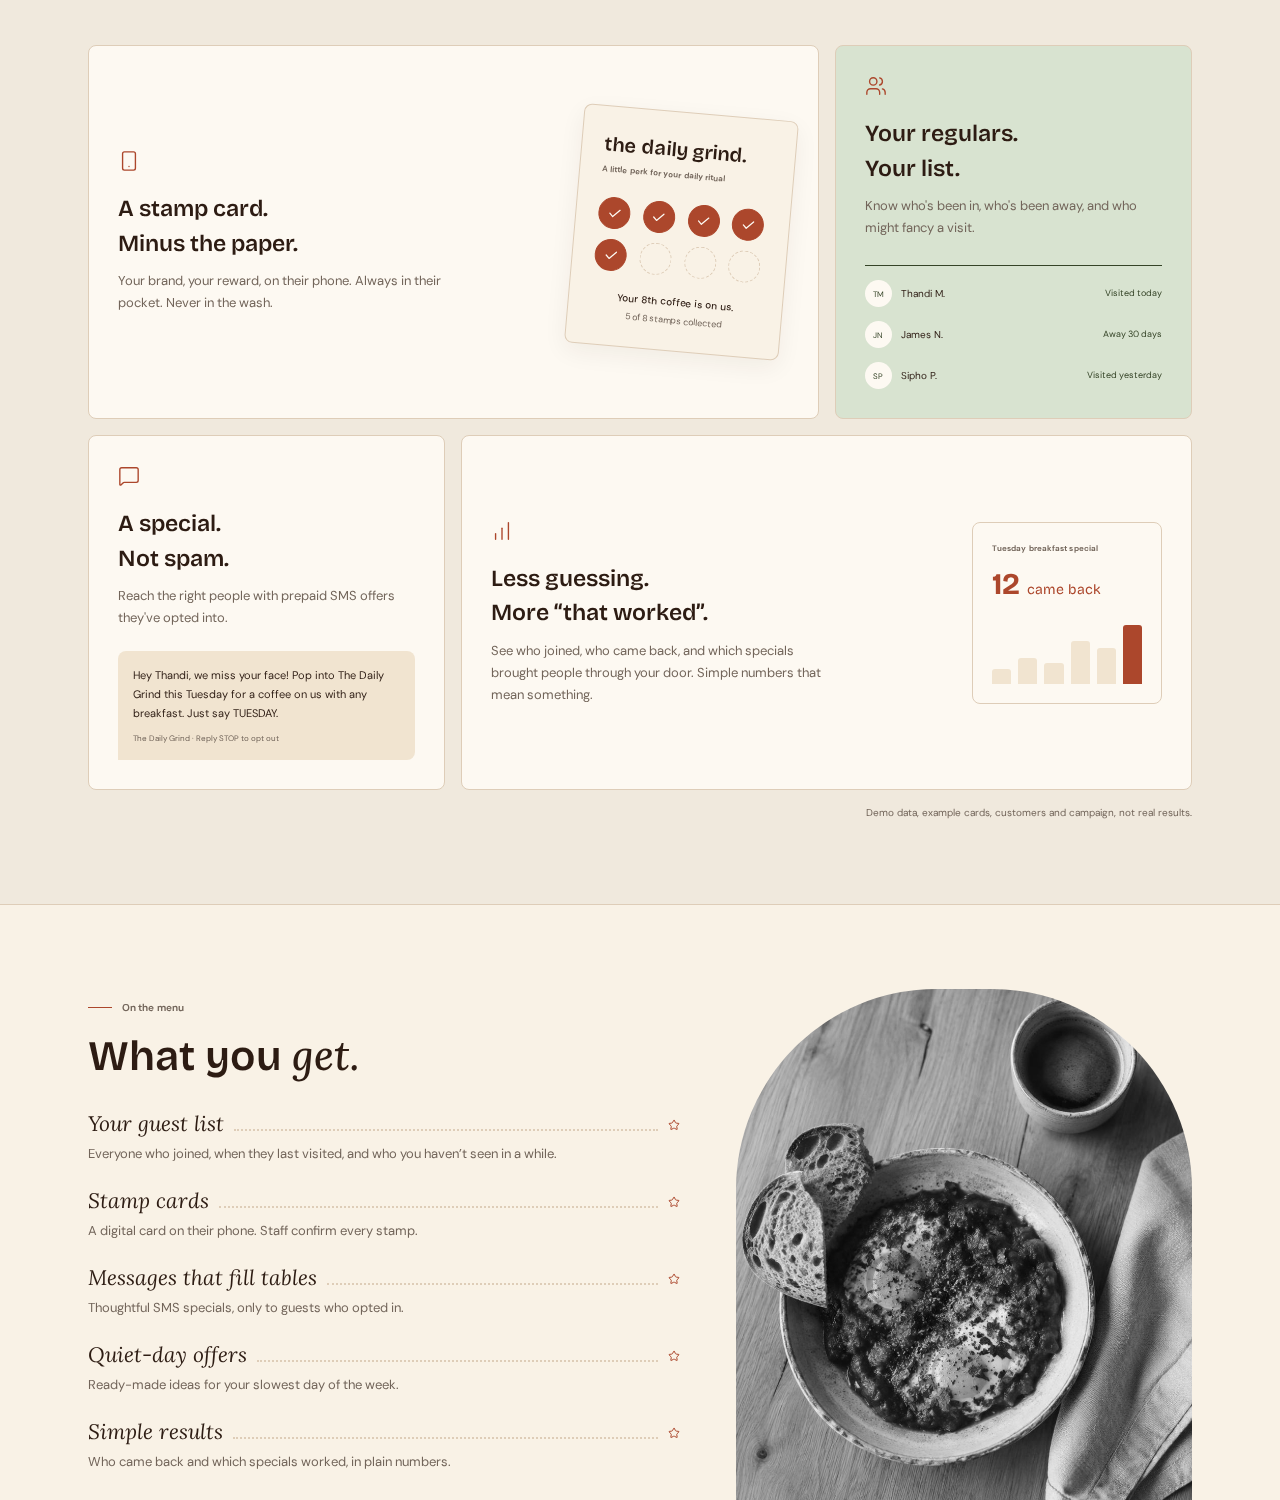 A stamp card.
Minus the paper.
Your brand, your reward, on their phone. Always in their
pocket. Never in the wash.
the daily grind.
A little perk for your daily ritual
Your 8th coffee is on us.
5 of 8 stamps collected
Your regulars.
Your list.
Know who's been in, who's been away, and who
might fancy a visit.
TM Thandi M. Visited today
JN James N. Away 30 days
SP Sipho P. Visited yesterday
A special.
Not spam.
Reach the right people with prepaid SMS offers
they've opted into.
Hey Thandi, we miss your face! Pop into The Daily
Grind this Tuesday for a coffee on us with any
breakfast. Just say TUESDAY.
The Daily Grind · Reply STOP to opt out
Less guessing.
More “that worked”.
See who joined, who came back, and which specials
brought people through your door. Simple numbers that
mean something.
Tuesday breakfast special
12 came back
Demo data, example cards, customers and campaign, not real results.
On the menu
What you get.
Your guest list
Everyone who joined, when they last visited, and who you haven’t seen in a while.
Stamp cards
A digital card on their phone. Staff confirm every stamp.
Messages that fill tables
Thoughtful SMS specials, only to guests who opted in.
Quiet-day offers
Ready-made ideas for your slowest day of the week.
Simple results
Who came back and which specials worked, in plain numbers.